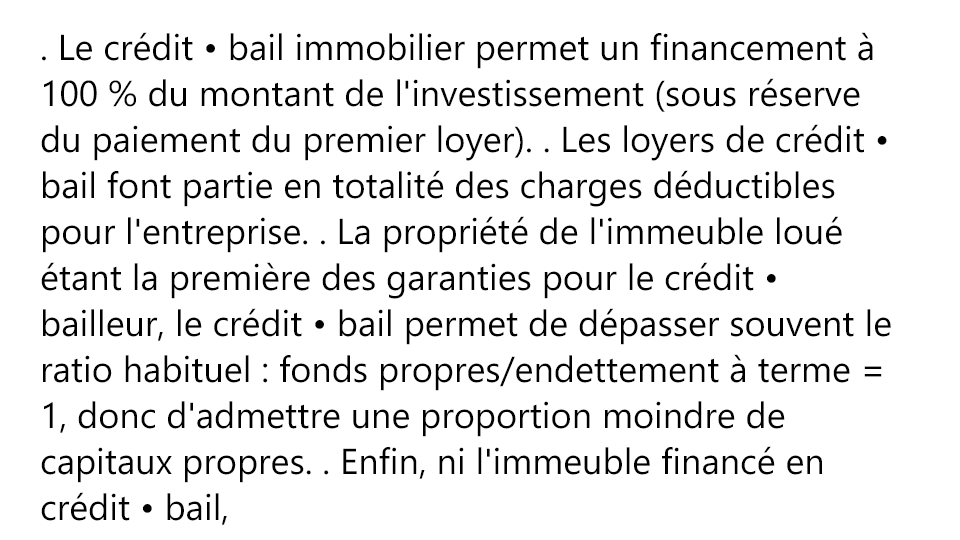 . Le crédit • bail immobilier permet un financement à
100 % du montant de l'investissement (sous réserve
du paiement du premier loyer). . Les loyers de crédit •
bail font partie en totalité des charges déductibles
pour l'entreprise. . La propriété de l'immeuble loué
étant la première des garanties pour le crédit •
bailleur, le crédit • bail permet de dépasser souvent le
ratio habituel : fonds propres/endettement à terme =
1, donc d'admettre une proportion moindre de
capitaux propres. . Enfin, ni l'immeuble financé en
crédit • bail,